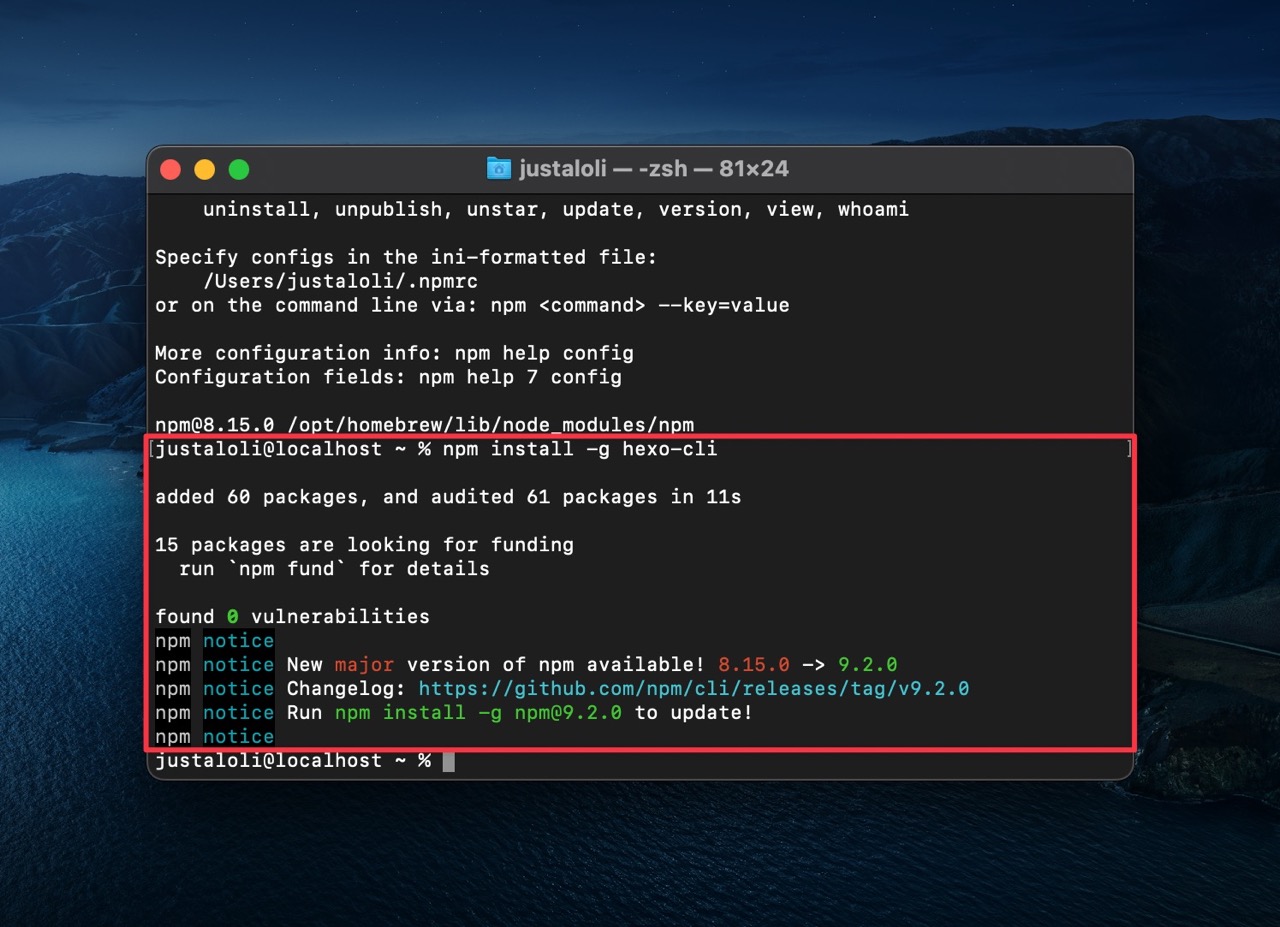 justaloli — -zsh — 81×24
uninstall, unpublish, unstar, update, version, view, whoami
Specify configs in the ini-formatted file:
/Users/justaloli/.npmrc
or on the command line via: npm <command> --key=value
More configuration info: npm help config
Configuration fields: npm help 7 config
npm@8.15.0 /opt/homebrew/lib/node_modules/npm
[justaloli@localhost ~ % npm install -g hexo-cli ]
added 60 packages, and audited 61 packages in 11s
15 packages are looking for funding
run `npm fund` for details
found 0 vulnerabilities
npm notice
npm notice New major version of npm available! 8.15.0 -> 9.2.0
npm notice Changelog: https://github.com/npm/cli/releases/tag/v9.2.0
npm notice Run npm install -g npm@9.2.0 to update!
npm notice
justaloli@localhost ~ %